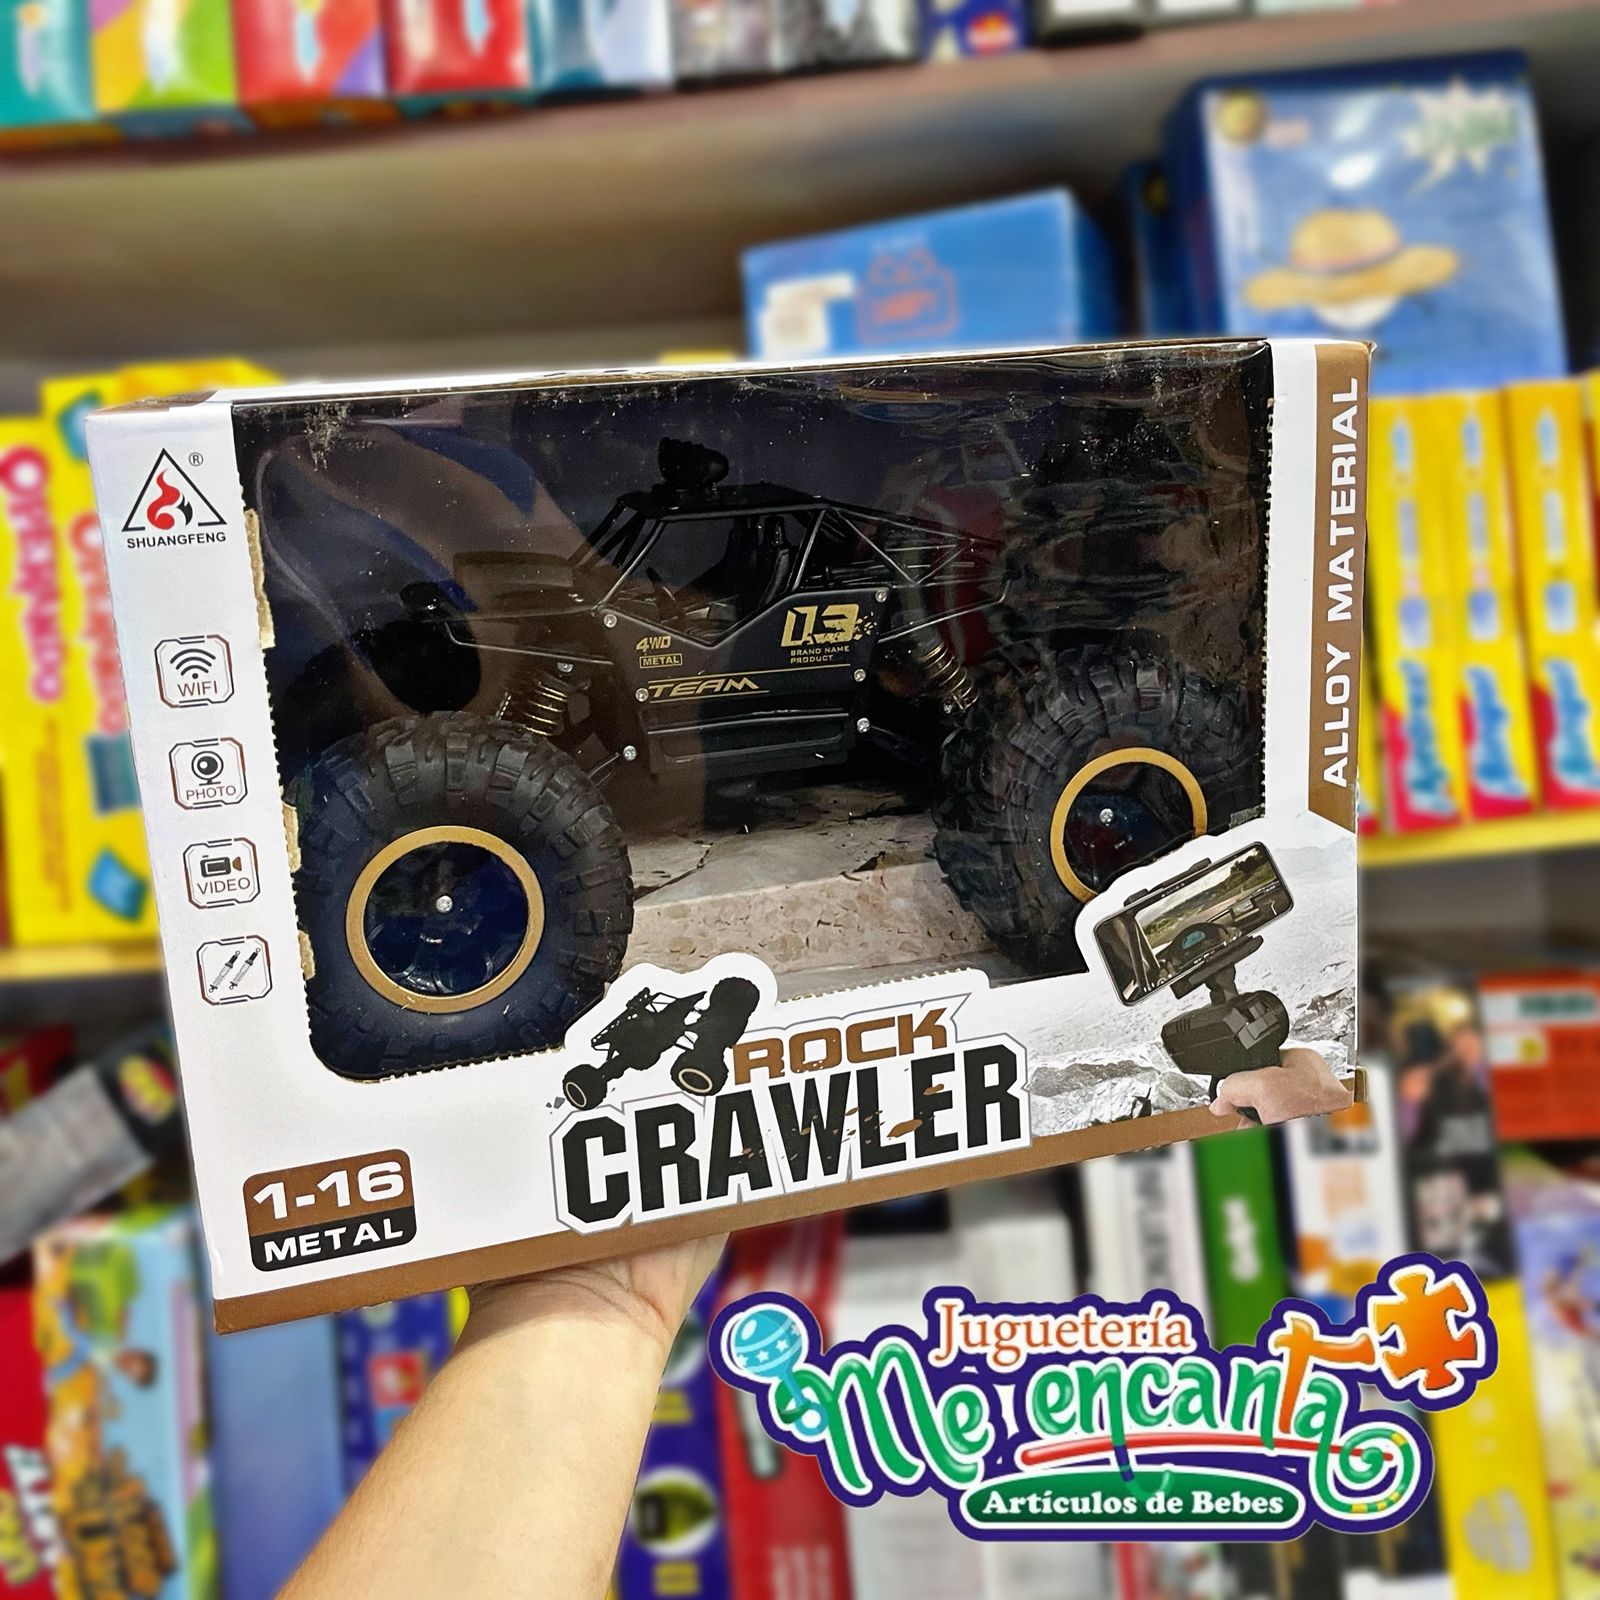 SHUANGFENG
®
WIFI
PHOTO
VIDEO
4WD
METAL
TEAM
03
BRAND NAME
PRODUCT
ALLOY MATERIAL
ROCK
CRAWLER
1-16
METAL
Juguetería
Me encanta
Artículos de Bebes